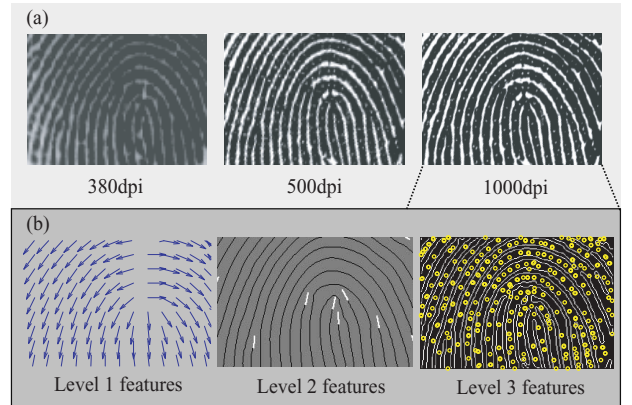 (a)
380dpi 500dpi 1000dpi
(b)
Level 1 features Level 2 features Level 3 features